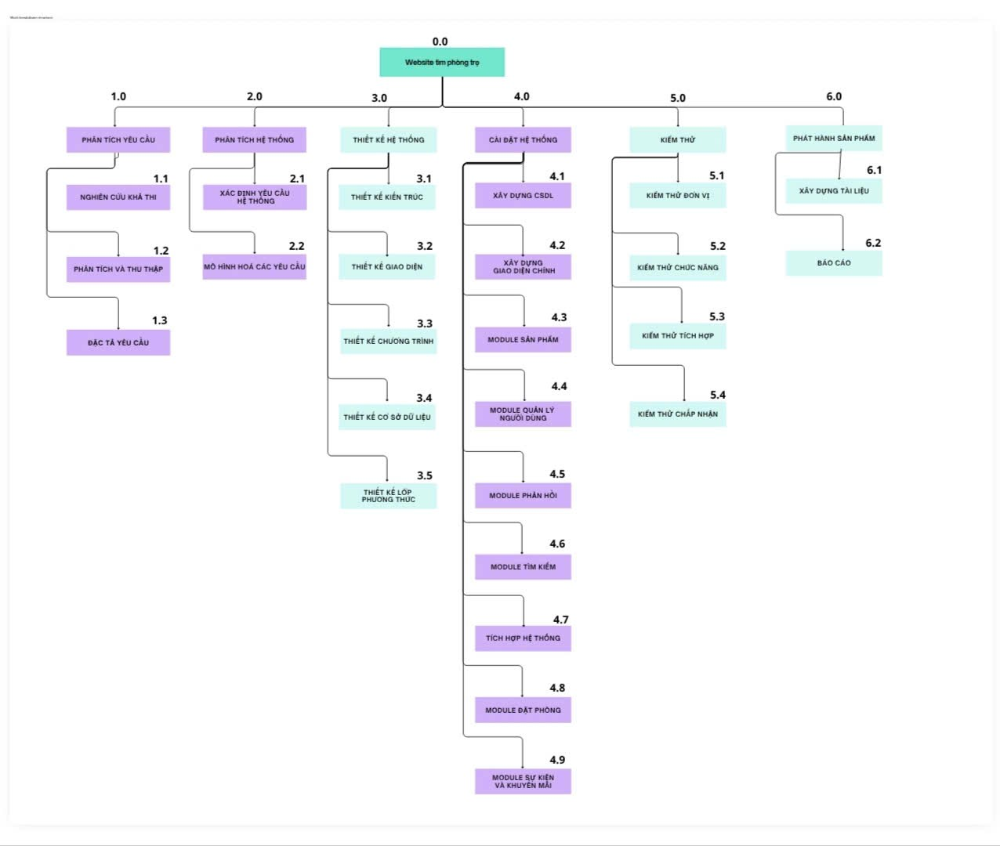 Work breakdown structure
0.0
Website tìm phòng trọ
1.0
PHÂN TÍCH YÊU CẦU
1.1
NGHIÊN CỨU KHẢ THI
1.2
PHÂN TÍCH VÀ THU THẬP
1.3
ĐẶC TẢ YÊU CẦU
2.0
PHÂN TÍCH HỆ THỐNG
2.1
XÁC ĐỊNH YÊU CẦU
HỆ THỐNG
2.2
MÔ HÌNH HOÁ CÁC YÊU CẦU
3.0
THIẾT KẾ HỆ THỐNG
3.1
THIẾT KẾ KIẾN TRÚC
3.2
THIẾT KẾ GIAO DIỆN
3.3
THIẾT KẾ CHƯƠNG TRÌNH
3.4
THIẾT KẾ CƠ SỞ DỮ LIỆU
3.5
THIẾT KẾ LỚP
PHƯƠNG THỨC
4.0
CÀI ĐẶT HỆ THỐNG
4.1
XÂY DỰNG CSDL
4.2
XÂY DỰNG
GIAO DIỆN CHÍNH
4.3
MODULE SẢN PHẨM
4.4
MODULE QUẢN LÝ
NGƯỜI DÙNG
4.5
MODULE PHẢN HỒI
4.6
MODULE TÌM KIẾM
4.7
TÍCH HỢP HỆ THỐNG
4.8
MODULE ĐẶT PHÒNG
4.9
MODULE SỰ KIỆN
VÀ KHUYẾN MÃI
5.0
KIỂM THỬ
5.1
KIỂM THỬ ĐƠN VỊ
5.2
KIỂM THỬ CHỨC NĂNG
5.3
KIỂM THỬ TÍCH HỢP
5.4
KIỂM THỬ CHẤP NHẬN
6.0
PHÁT HÀNH SẢN PHẨM
6.1
XÂY DỰNG TÀI LIỆU
6.2
BÁO CÁO